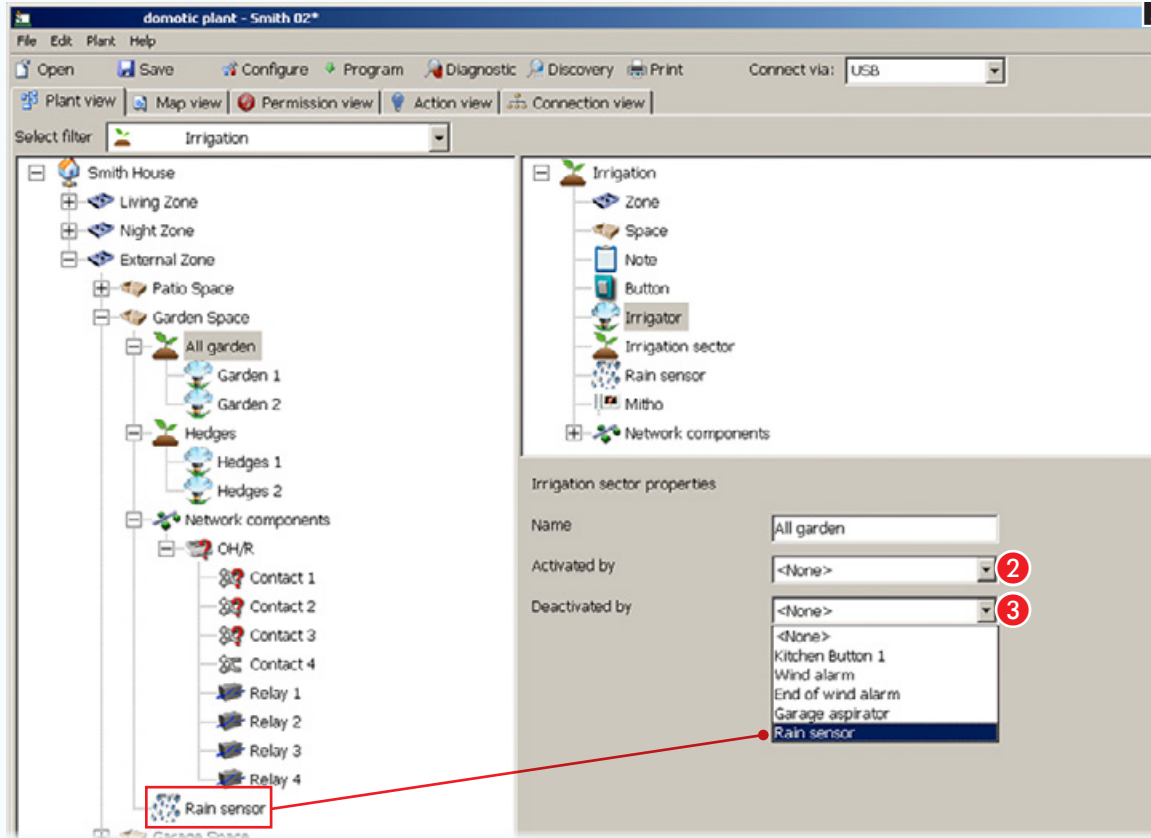 domotic plant - Smith 02*
File Edit Plant Help
Open Save Configure Program Diagnostic Discovery Print Connect via: USB
Plant view Map view Permission view Action view Connection view
Select filter Irrigation
Smith House
Living Zone
Night Zone
External Zone
Patio Space
Garden Space
All garden
Garden 1
Garden 2
Hedges
Hedges 1
Hedges 2
Network components
OH/R
Contact 1
Contact 2
Contact 3
Contact 4
Relay 1
Relay 2
Relay 3
Relay 4
Rain sensor
Garage Space
Irrigation
Zone
Space
Note
Button
Irrigator
Irrigation sector
Rain sensor
Mitho
Network components
Irrigation sector properties
Name All garden
Activated by <None> 2
Deactivated by <None> 3
<None>
Kitchen Button 1
Wind alarm
End of wind alarm
Garage aspirator
Rain sensor